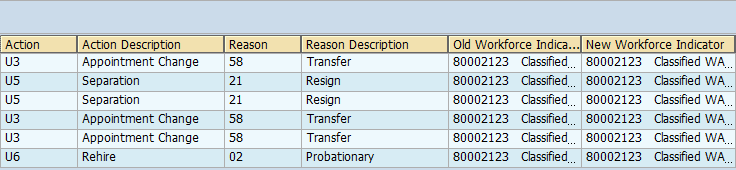 Action Action Description Reason Reason Description Old Workforce Indica... New Workforce Indicator
U3 Appointment Change 58 Transfer 80002123 Classified... 80002123 Classified WA...
U5 Separation 21 Resign 80002123 Classified... 80002123 Classified WA...
U5 Separation 21 Resign 80002123 Classified... 80002123 Classified WA...
U3 Appointment Change 58 Transfer 80002123 Classified... 80002123 Classified WA...
U3 Appointment Change 58 Transfer 80002123 Classified... 80002123 Classified WA...
U6 Rehire 02 Probationary 80002123 Classified... 80002123 Classified WA...